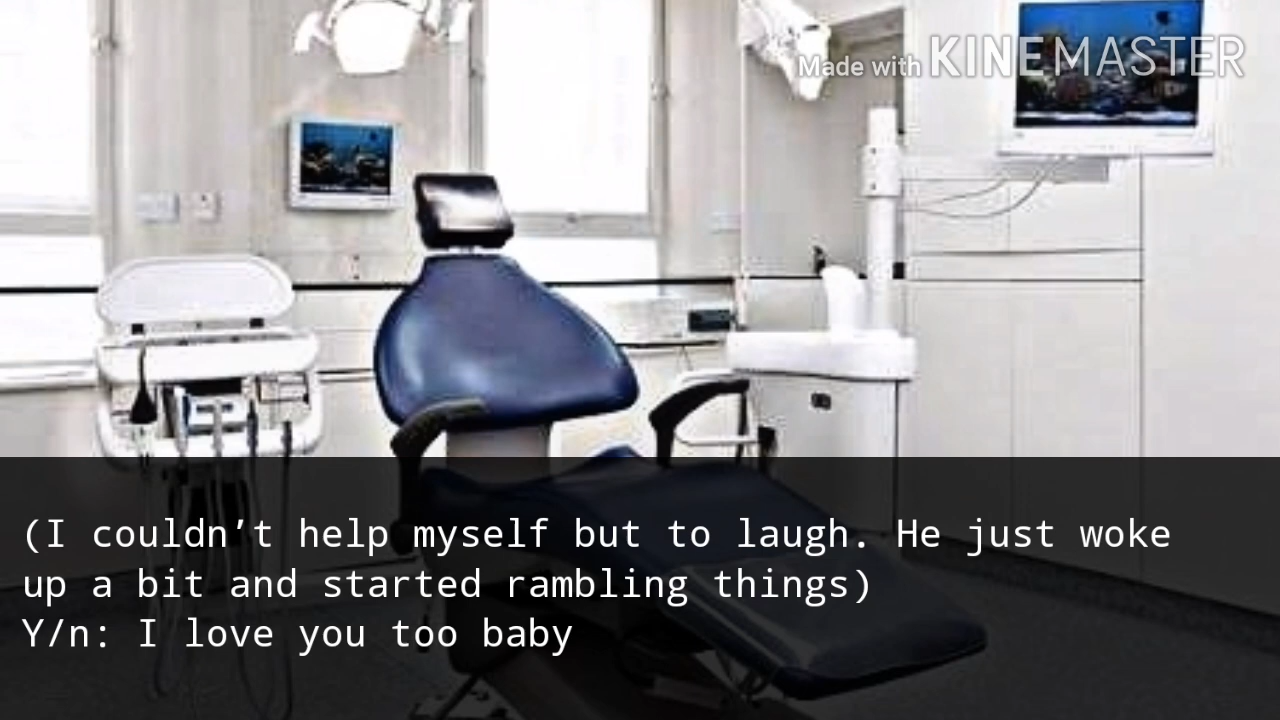 Made with KINEMASTER
(I couldn’t help myself but to laugh. He just woke
up a bit and started rambling things)
Y/n: I love you too baby